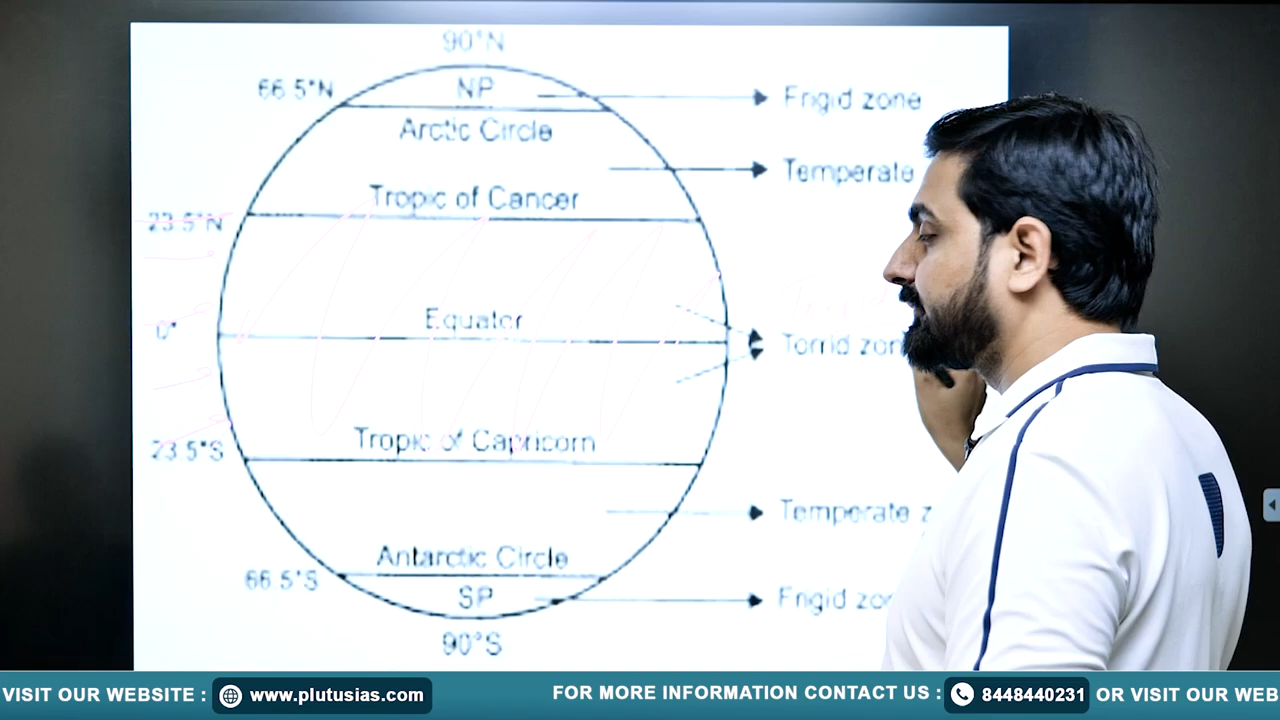 90°N
66.5°N
NP
Frigid zone
Arctic Circle
Temperate
Tropic of Cancer
23.5°N
Equator
0°
Torrid zon
Tropic of Capricorn
23.5°S
Temperate z
Antarctic Circle
66.5°S
SP
Frigid zon
90°S
VISIT OUR WEBSITE : www.plutusias.com FOR MORE INFORMATION CONTACT US : 8448440231 OR VISIT OUR WEB